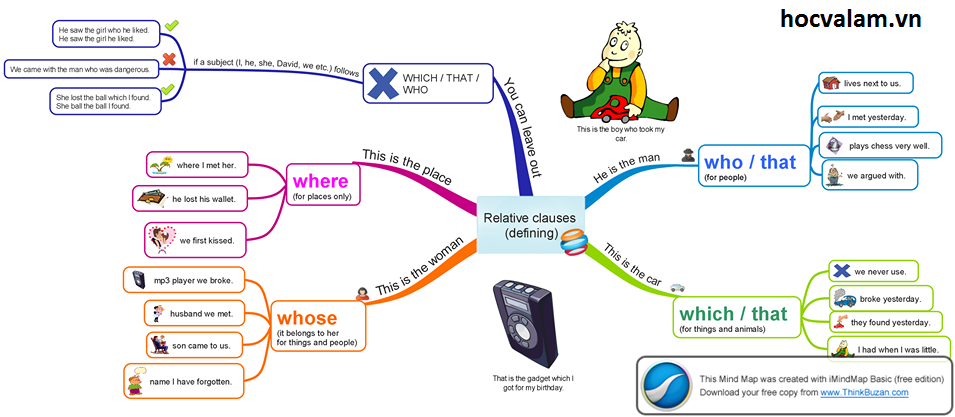 hocvalam.vn
He saw the girl who he liked.
He saw the girl he liked.
We came with the man who was dangerous.
She lost the ball which I found.
She ball the ball I found.
if a subject (I, he, she, David, we etc.) follows
WHICH / THAT /
WHO
You can leave out
This is the boy who took my
car.
He is the man
who / that
(for people)
lives next to us.
I met yesterday.
plays chess very well.
we argued with.
This is the place
where
(for places only)
where I met her.
he lost his wallet.
we first kissed.
Relative clauses
(defining)
This is the woman
whose
(it belongs to her
for things and people)
mp3 player we broke.
husband we met.
son came to us.
name I have forgotten.
This is the car
which / that
(for things and animals)
we never use.
broke yesterday.
they found yesterday.
I had when I was little.
That is the gadget which I
got for my birthday.
This Mind Map was created with iMindMap Basic (free edition)
Download your free copy from www.ThinkBuzan.com